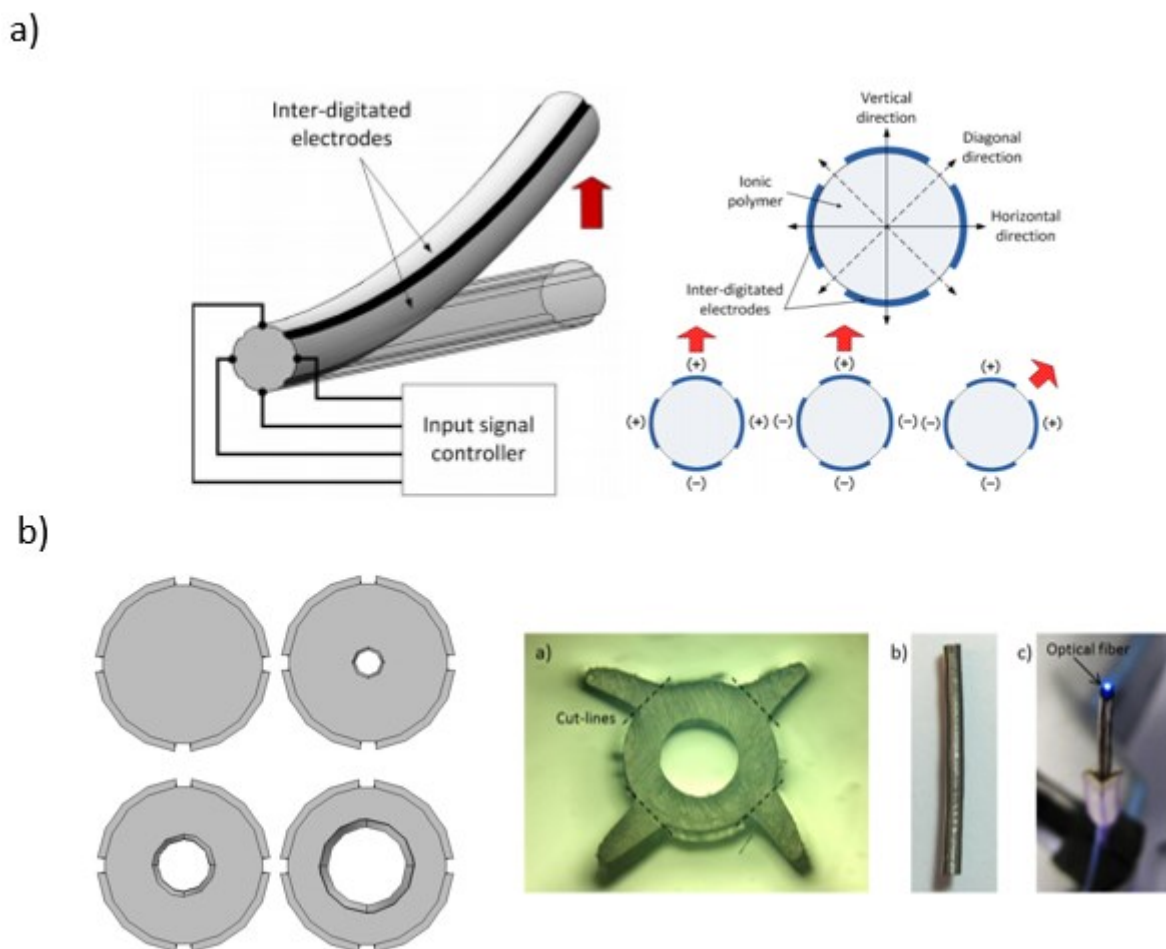 a)
Inter-digitated
electrodes
Input signal
controller
Vertical
direction
Diagonal
direction
Ionic
polymer
Horizontal
direction
Inter-digitated
electrodes
(+)
(+)
(+)
(+)
(+) (−) (−) (−) (+)
(−)
(−)
(−)
b)
a)
Cut-lines
b)
c)
Optical fiber